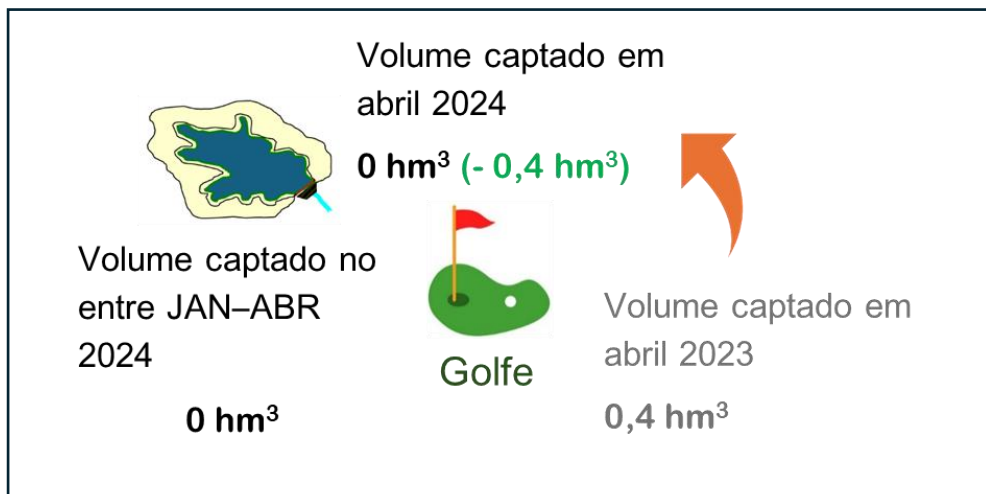 Volume captado em
abril 2024
0 hm³ (- 0,4 hm³)
Volume captado no
entre JAN–ABR
2024
0 hm³
Golfe
Volume captado em
abril 2023
0,4 hm³